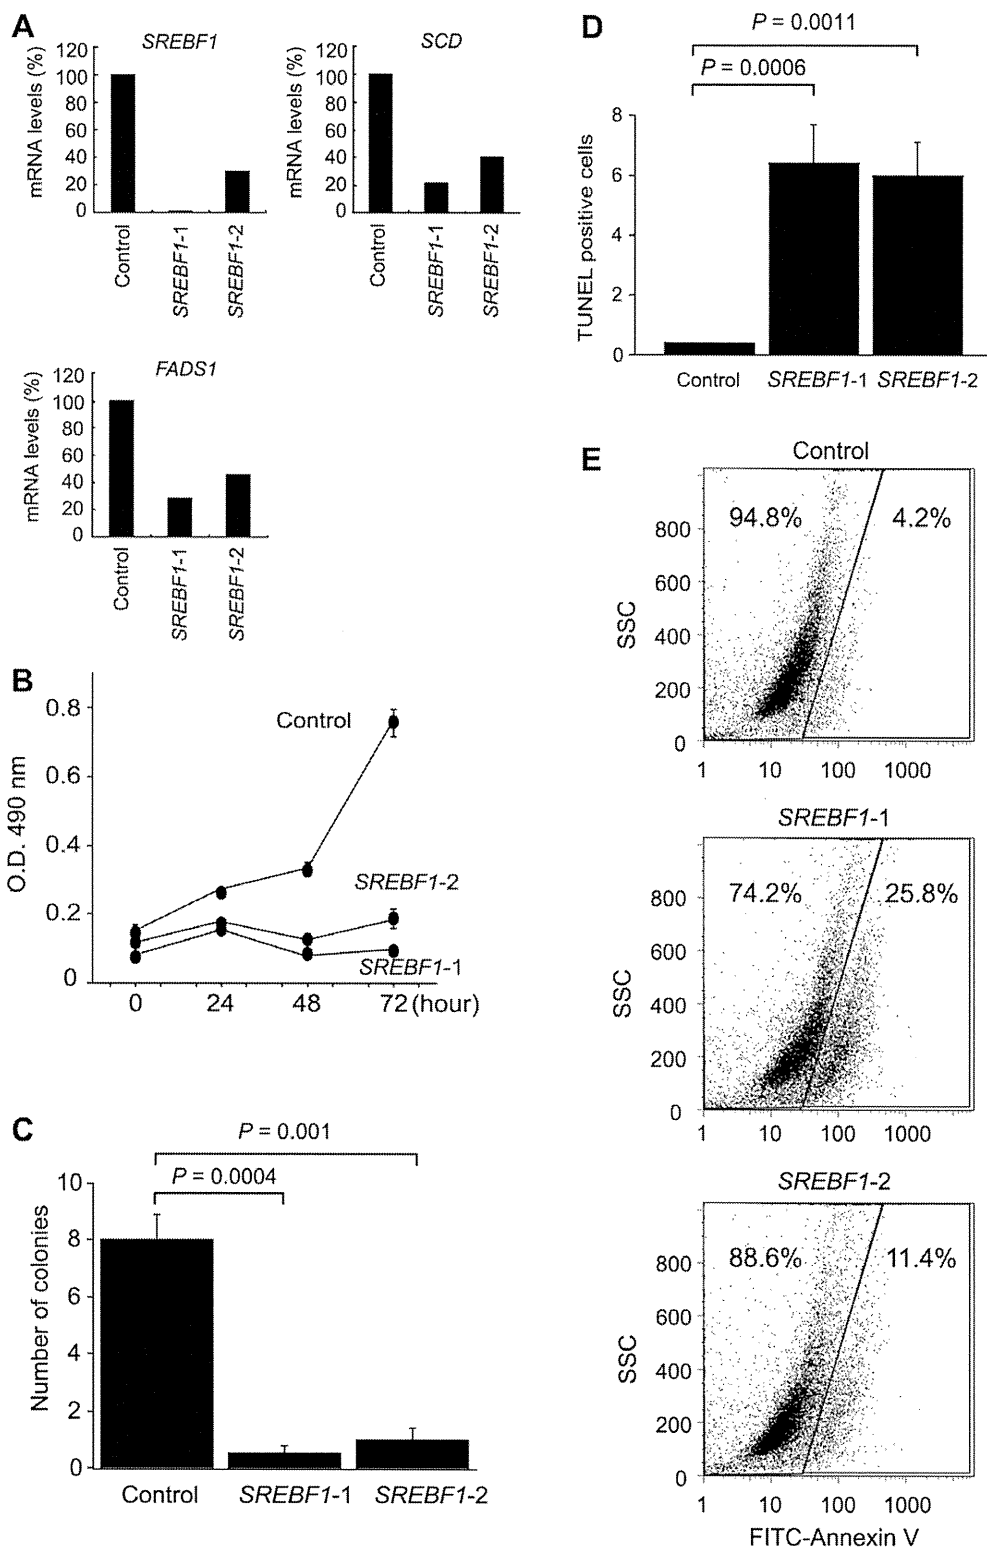 A
SREBF1
mRNA levels (%)
120
100
80
60
40
20
0
Control
SREBF1-1
SREBF1-2
SCD
mRNA levels (%)
120
100
80
60
40
20
0
Control
SREBF1-1
SREBF1-2
FADS1
mRNA levels (%)
120
100
80
60
40
20
0
Control
SREBF1-1
SREBF1-2
B
O.D. 490 nm
0.8
0.6
0.4
0.2
0
Control
SREBF1-2
SREBF1-1
0 24 48 72 (hour)
C
P = 0.001
P = 0.0004
Number of colonies
10
8
6
4
2
0
Control SREBF1-1 SREBF1-2
D
P = 0.0011
P = 0.0006
TUNEL positive cells
8
6
4
2
0
Control SREBF1-1 SREBF1-2
E
Control
94.8% 4.2%
SSC
800
600
400
200
0
1 10 100 1000
SREBF1-1
74.2% 25.8%
SSC
800
600
400
200
0
1 10 100 1000
SREBF1-2
88.6% 11.4%
SSC
800
600
400
200
0
1 10 100 1000
FITC-Annexin V